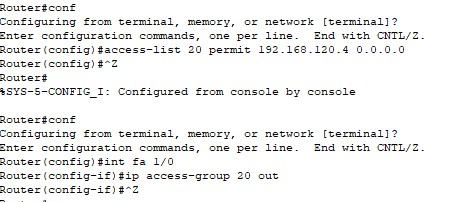 Router#conf
Configuring from terminal, memory, or network [terminal]?
Enter configuration commands, one per line.  End with CNTL/Z.
Router(config)#access-list 20 permit 192.168.120.4 0.0.0.0
Router(config)#^Z
Router#
%SYS-5-CONFIG_I: Configured from console by console

Router#conf
Configuring from terminal, memory, or network [terminal]?
Enter configuration commands, one per line.  End with CNTL/Z.
Router(config)#int fa 1/0
Router(config-if)#ip access-group 20 out
Router(config-if)#^Z